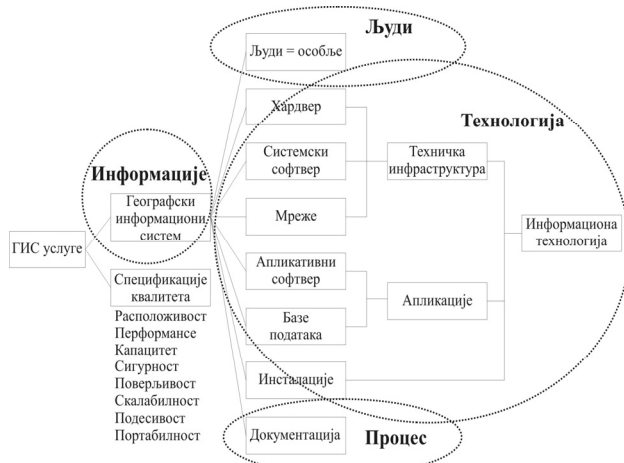 Људи
Људи = особље
Хардвер
Технологија
Информације
Системски
софтвер
Техничка
инфраструктура
Географски
информациони
систем
Мреже
Информациона
технологија
ГИС услуге
Апликативни
софтвер
Спецификације
квалитета
Апликације
Расположивост
Перформансе
Капацитет
Сигурност
Поверљивост
Скалабилност
Подесивост
Портабилност
Базе
података
Инсталације
Документација
Процес